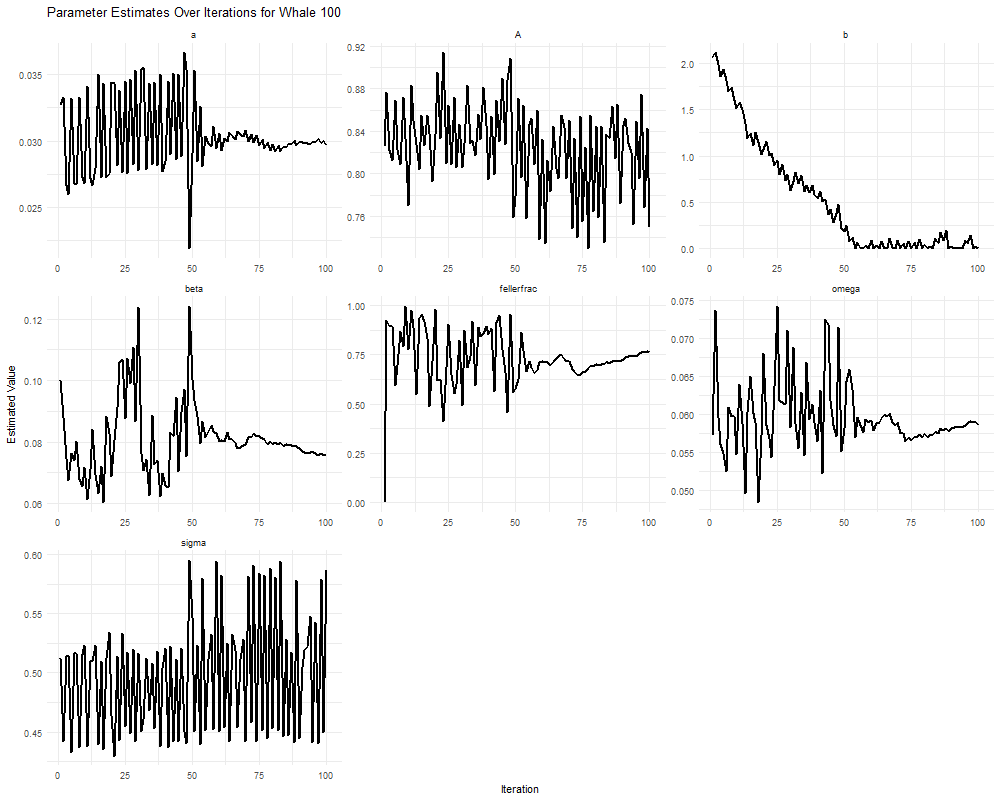 Parameter Estimates Over Iterations for Whale 100
a
A
b
0.035
0.030
0.025
0.92
0.88
0.84
0.80
0.76
2.0
1.5
1.0
0.5
0.0
0 25 50 75 100
0 25 50 75 100
0 25 50 75 100
beta
fellerfrac
omega
0.12
0.10
0.08
0.06
1.00
0.75
0.50
0.25
0.00
0.075
0.070
0.065
0.060
0.055
0.050
0 25 50 75 100
0 25 50 75 100
0 25 50 75 100
Estimated Value
sigma
0.60
0.55
0.50
0.45
0 25 50 75 100
Iteration